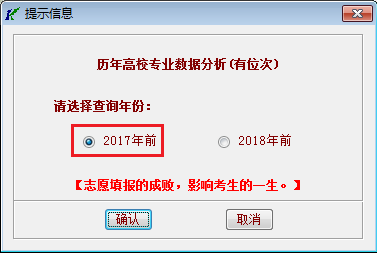 提示信息
历年高校专业数据分析(有位次)
请选择查询年份:
2017年前 2018年前
【志愿填报的成败，影响考生的一生。】
确认 取消